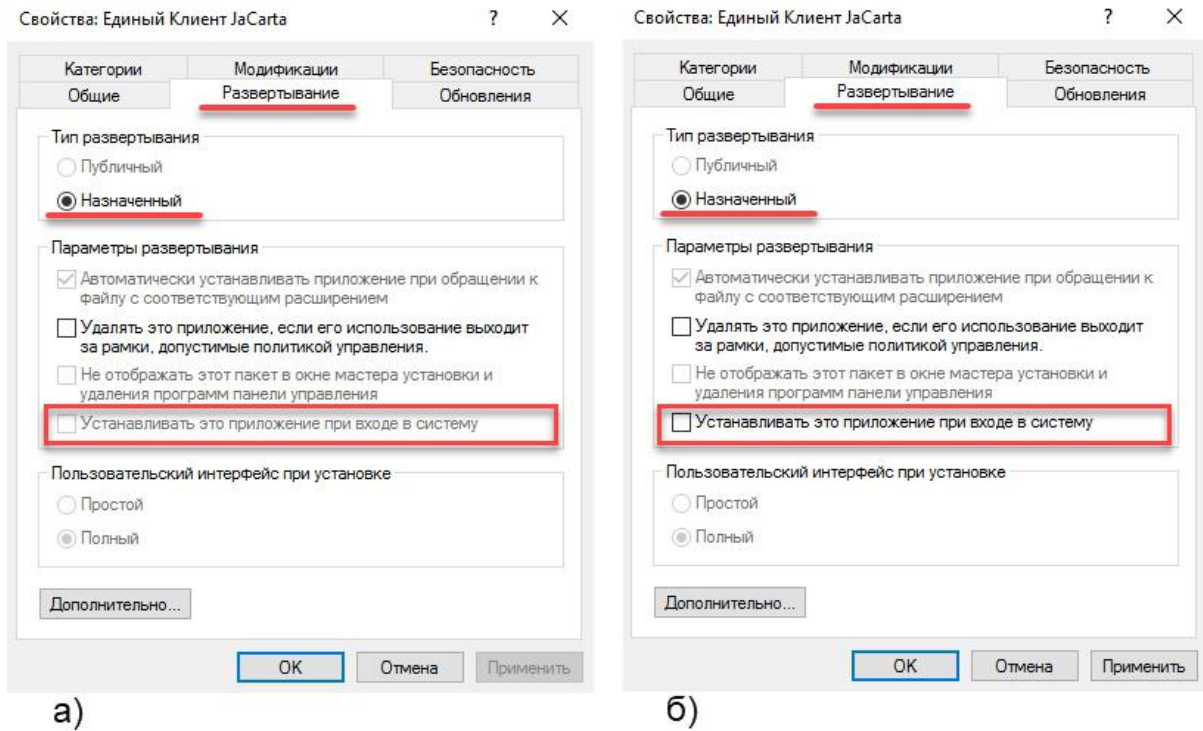 Свойства: Единый Клиент JaCarta ? ×
Категории Модификации Безопасность
Общие Развертывание Обновления
Тип развертывания
Публичный
Назначенный
Параметры развертывания
Автоматически устанавливать приложение при обращении к
файлу с соответствующим расширением
Удалять это приложение, если его использование выходит
за рамки, допустимые политикой управления.
Не отображать этот пакет в окне мастера установки и
удаления программ панели управления
Устанавливать это приложение при входе в систему
Пользовательский интерфейс при установке
Простой
Полный
Дополнительно...
OK Отмена Применить
а)
Свойства: Единый Клиент JaCarta ? ×
Категории Модификации Безопасность
Общие Развертывание Обновления
Тип развертывания
Публичный
Назначенный
Параметры развертывания
Автоматически устанавливать приложение при обращении к
файлу с соответствующим расширением
Удалять это приложение, если его использование выходит
за рамки, допустимые политикой управления.
Не отображать этот пакет в окне мастера установки и
удаления программ панели управления
Устанавливать это приложение при входе в систему
Пользовательский интерфейс при установке
Простой
Полный
Дополнительно...
OK Отмена Применить
б)